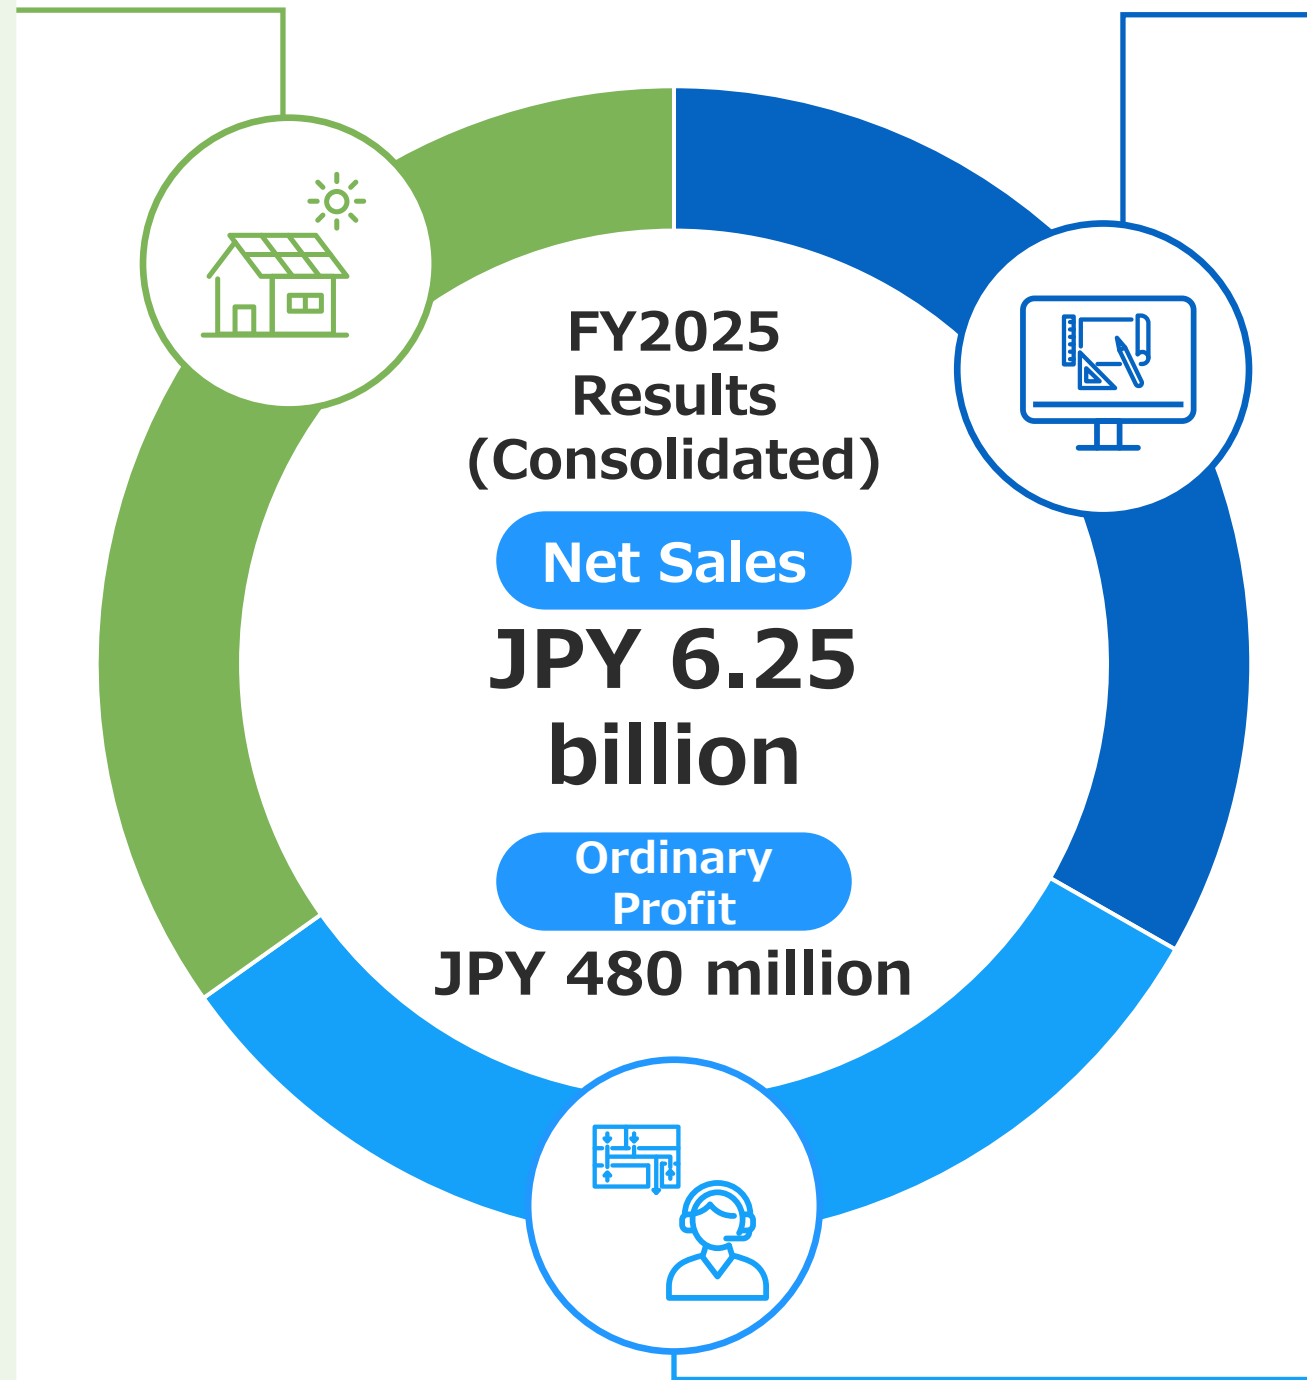 FY2025
Results
(Consolidated)
Net Sales
JPY 6.25
billion
Ordinary
Profit
JPY 480 million